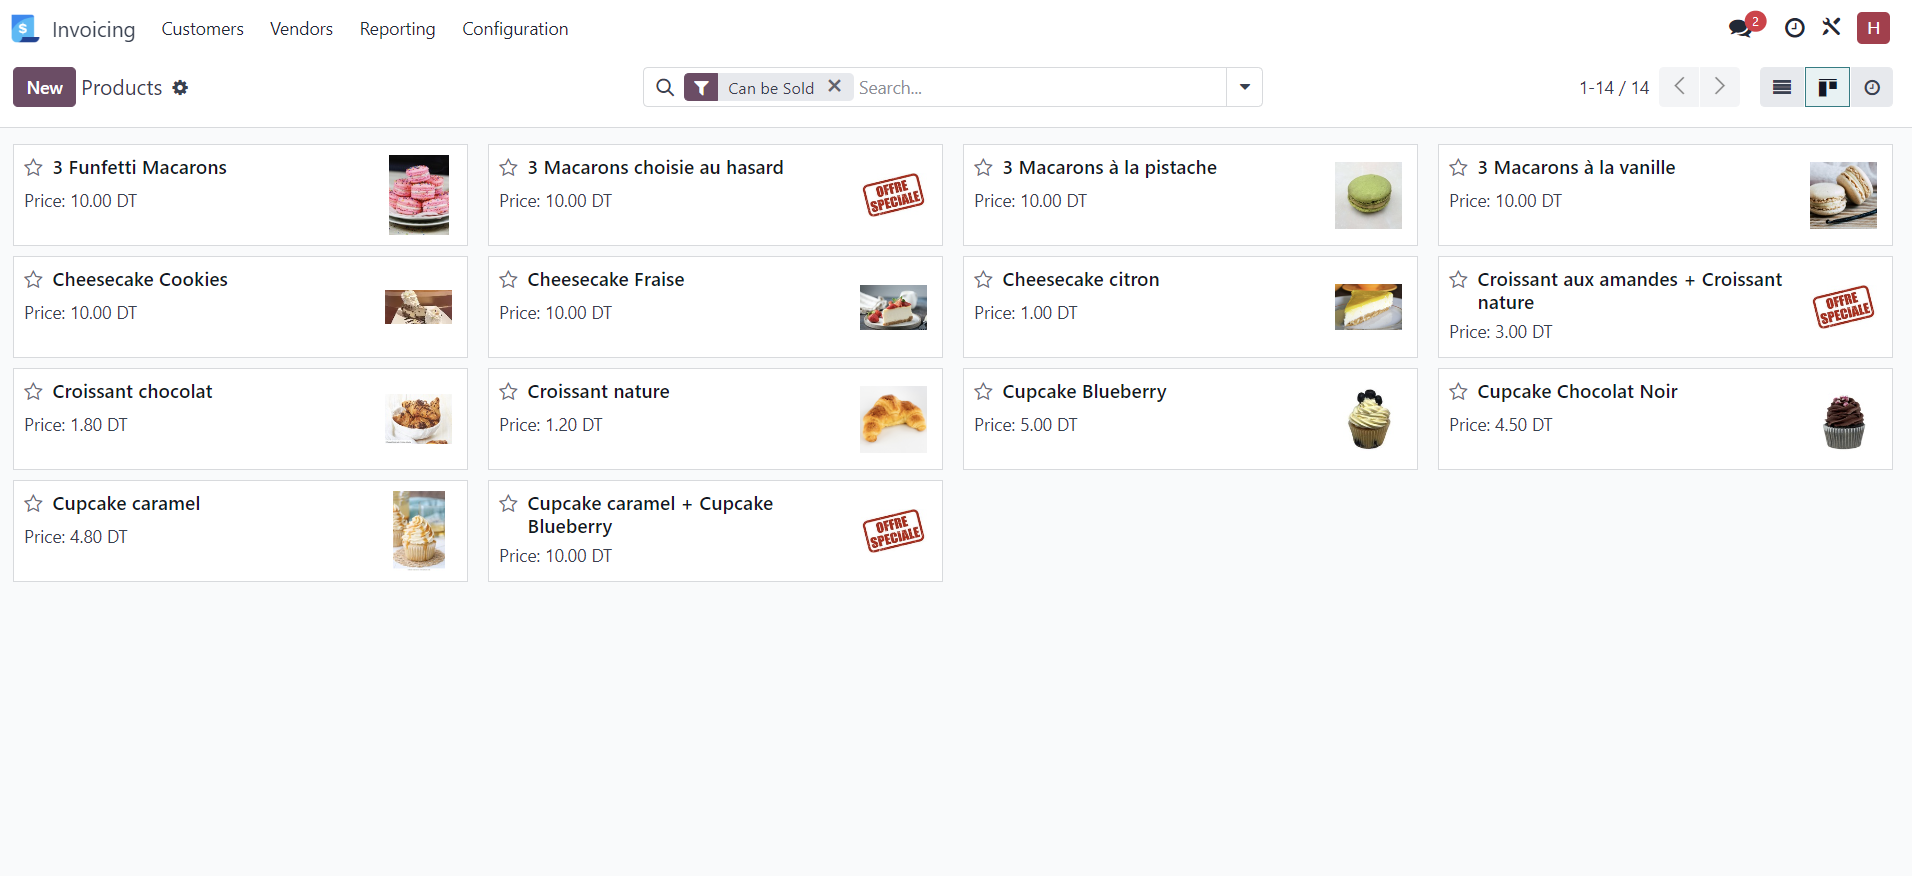 Invoicing Customers Vendors Reporting Configuration 2 H
New Products Can be Sold Search... 1-14 / 14
3 Funfetti Macarons
Price: 10.00 DT
3 Macarons choisie au hasard
Price: 10.00 DT
OFFRE
SPECIALE
3 Macarons à la pistache
Price: 10.00 DT
3 Macarons à la vanille
Price: 10.00 DT
Cheesecake Cookies
Price: 10.00 DT
Cheesecake Fraise
Price: 10.00 DT
Cheesecake citron
Price: 1.00 DT
Croissant aux amandes + Croissant
nature
Price: 3.00 DT
OFFRE
SPECIALE
Croissant chocolat
Price: 1.80 DT
Croissant nature
Price: 1.20 DT
Cupcake Blueberry
Price: 5.00 DT
Cupcake Chocolat Noir
Price: 4.50 DT
Cupcake caramel
Price: 4.80 DT
Cupcake caramel + Cupcake
Blueberry
Price: 10.00 DT
OFFRE
SPECIALE